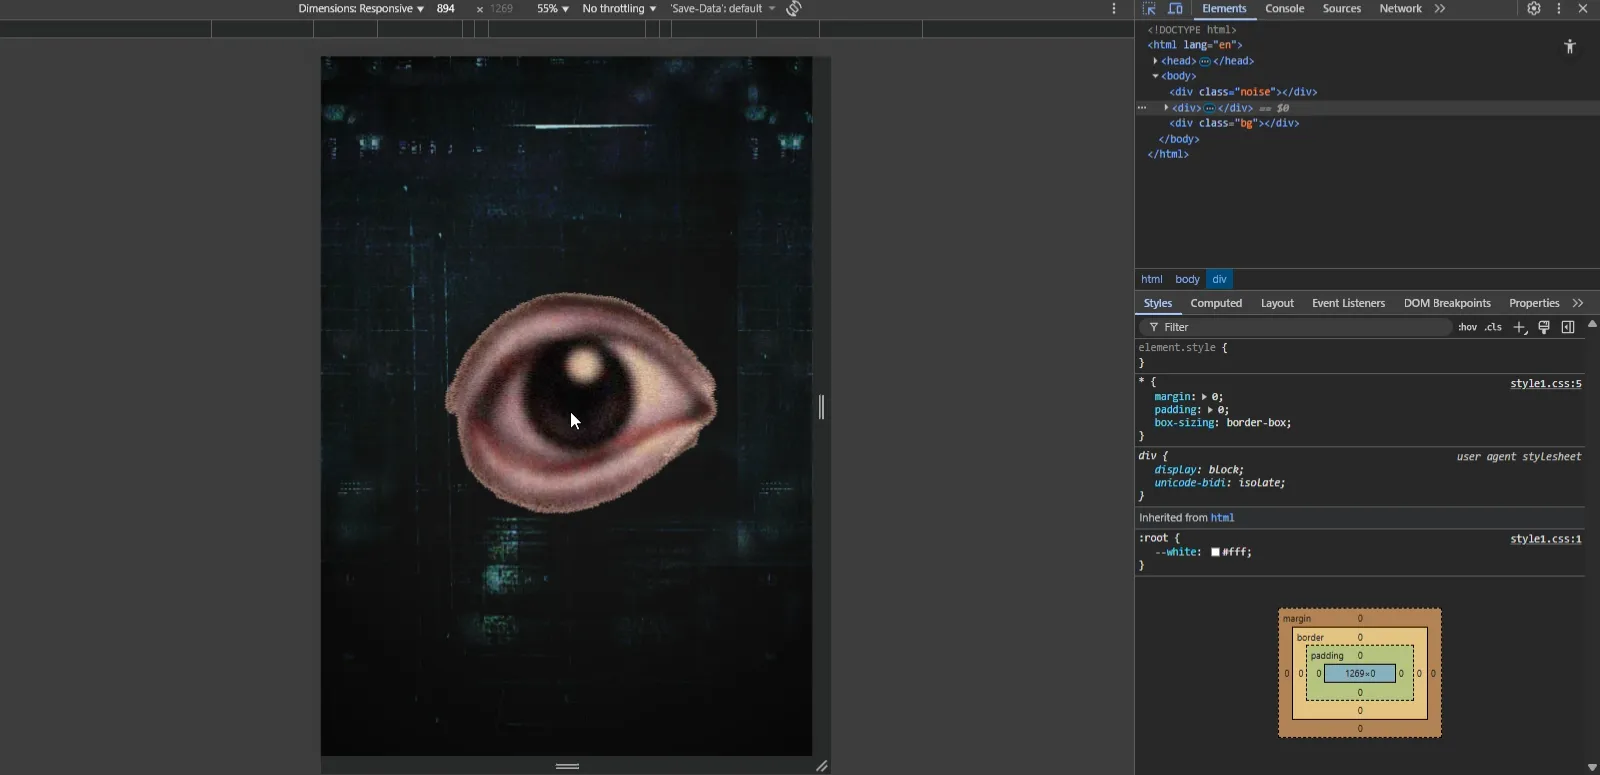 Dimensions: Responsive ▼ 894 × 1269 55% ▼ No throttling ▼ 'Save-Data': default ▼
Elements Console Sources Network
<!DOCTYPE html>
<html lang="en">
<head> ⋯ </head>
<body>
<div class="noise"></div>
<div> ⋯ </div> == $0
<div class="bg"></div>
</body>
</html>
html body div
Styles Computed Layout Event Listeners DOM Breakpoints Properties
Filter :hov .cls
element.style {
}
* { style1.css:5
margin: 0;
padding: 0;
box-sizing: border-box;
}
div { user agent stylesheet
display: block;
unicode-bidi: isolate;
}
Inherited from html
:root { style1.css:1
--white: #fff;
}
margin 0
border 0
padding 0
0 0 0 1269×0 0 0 0
0
0
0